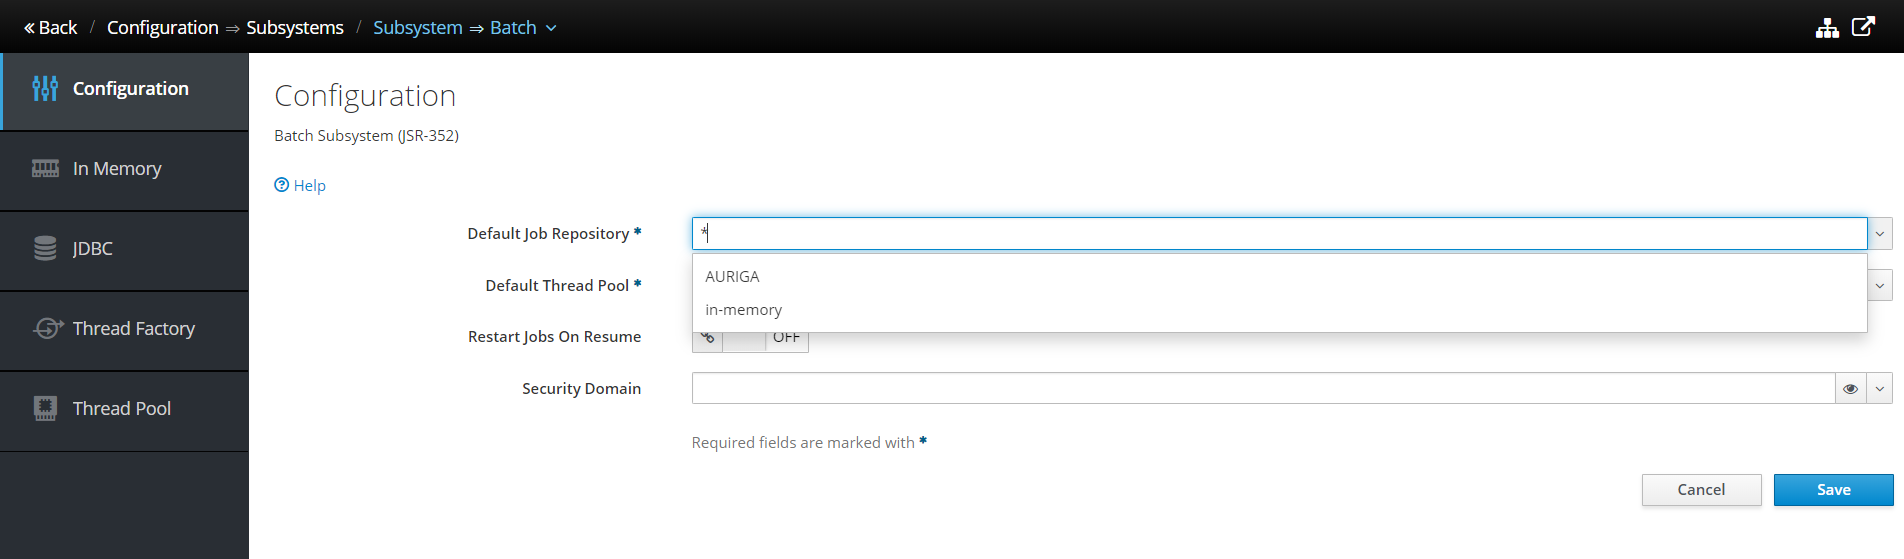 « Back / Configuration ⇒ Subsystems / Subsystem ⇒ Batch
Configuration
In Memory
JDBC
Thread Factory
Thread Pool
Configuration
Batch Subsystem (JSR-352)
Help
Default Job Repository *
*
AURIGA
in-memory
Default Thread Pool *
Restart Jobs On Resume
OFF
Security Domain
Required fields are marked with *
Cancel
Save